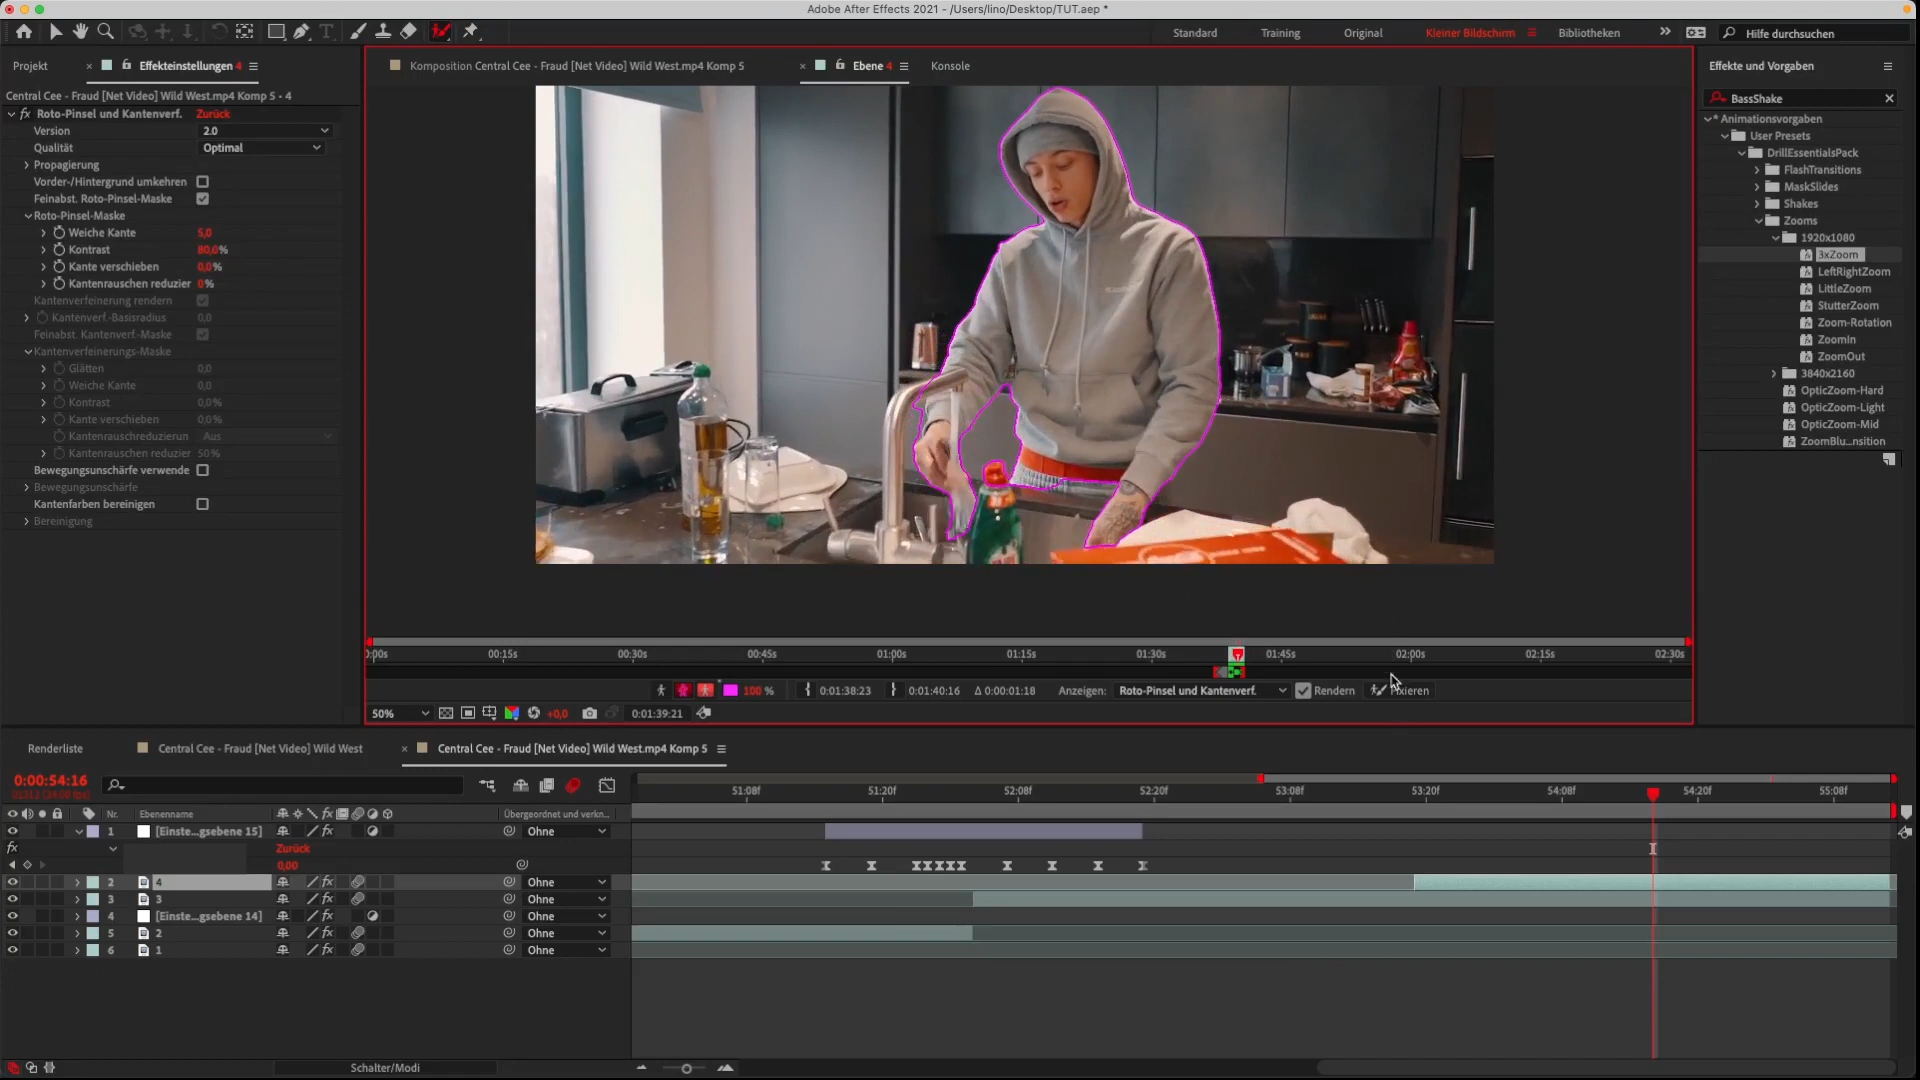 Adobe After Effects 2021 - /Users/lino/Desktop/TUT.aep *
Standard
Training
Original
Kleiner Bildschirm
Bibliotheken
Hilfe durchsuchen
Projekt
Effekteinstellungen 4
Komposition Central Cee - Fraud [Net Video] Wild West.mp4 Komp 5
Ebene 4
Konsole
Effekte und Vorgaben
Central Cee - Fraud [Net Video] Wild West.mp4 Komp 5 - 4
Roto-Pinsel und Kantenverf.
Zurück
Version
2.0
Qualität
Optimal
Propagierung
Vorder-/Hintergrund umkehren
Feinabst. Roto-Pinsel-Maske
Roto-Pinsel-Maske
Weiche Kante
5,0
Kontrast
80,0%
Kante verschieben
0,0%
Kantenrauschen reduzier
0%
Kantenverfeinerung rendern
Kantenverf.-Basisradius
0,0
Feinabst. Kantenverf.-Maske
Kantenverfeinerungs-Maske
Glätten
0,0
Weiche Kante
0,0
Kontrast
0,0%
Kante verschieben
0,0%
Kantenrauschreduzierun
Aus
Kantenrauschen reduzier
50%
Bewegungsunschärfe verwende
Bewegungsunschärfe
Kantenfarben bereinigen
Bereinigung
BassShake
* Animationsvorgaben
User Presets
DrillEssentialsPack
FlashTransitions
MaskSlides
Shakes
Zooms
1920x1080
3xZoom
LeftRightZoom
LittleZoom
StutterZoom
Zoom-Rotation
ZoomIn
ZoomOut
3840x2160
OpticZoom-Hard
OpticZoom-Light
OpticZoom-Mid
ZoomBlu...nsition
0:00s
00:15s
00:30s
00:45s
01:00s
01:15s
01:30s
01:45s
02:00s
02:15s
02:30s
100 %
0:01:38:23
0:01:40:16
Δ 0:00:01:18
Anzeigen:
Roto-Pinsel und Kantenverf.
Rendern
50%
+0,0
0:01:39:21
Renderliste
Central Cee - Fraud [Net Video] Wild West
Central Cee - Fraud [Net Video] Wild West.mp4 Komp 5
0:00:54:16
51:08f
51:20f
52:08f
52:20f
53:08f
53:20f
54:08f
54:20f
55:08f
Nr.
Ebenenname
Übergeordnet und verkn...
1
[Einste...gsebene 15]
Ohne
Zurück
0,00
2
4
Ohne
3
3
Ohne
4
[Einste...gsebene 14]
Ohne
5
2
Ohne
6
1
Ohne
Schalter/Modi